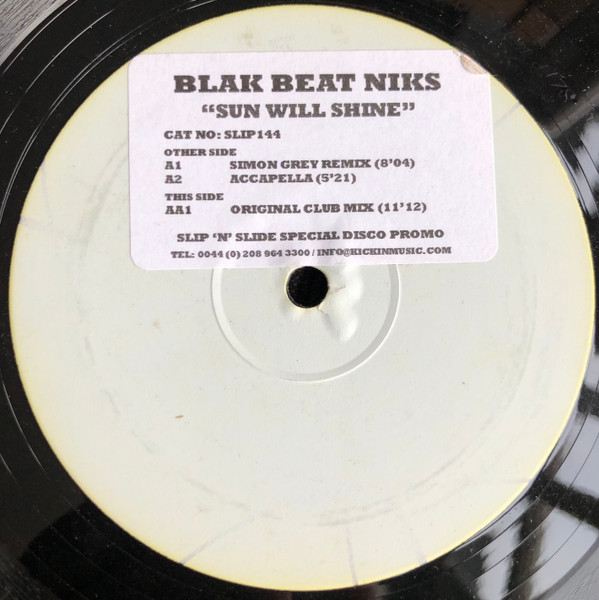 BLAK BEAT NIKS
“SUN WILL SHINE”
CAT NO: SLIP144
OTHER SIDE
A1 SIMON GREY REMIX (8’04)
A2 ACCAPELLA (5’21)
THIS SIDE
AA1 ORIGINAL CLUB MIX (11’12)
SLIP ‘N’ SLIDE SPECIAL DISCO PROMO
TEL: 0044 (0) 208 964 3300 / INFO@KICKINMUSIC.COM